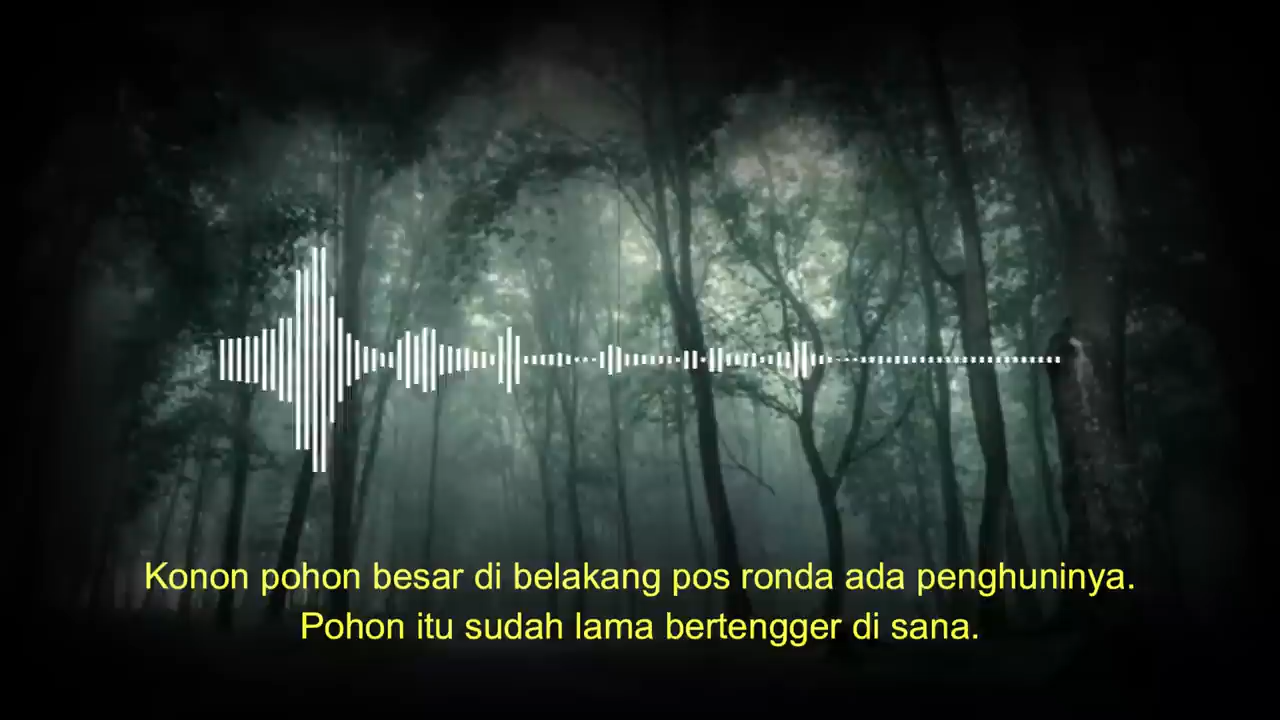 Konon pohon besar di belakang pos ronda ada penghuninya.
Pohon itu sudah lama bertengger di sana.